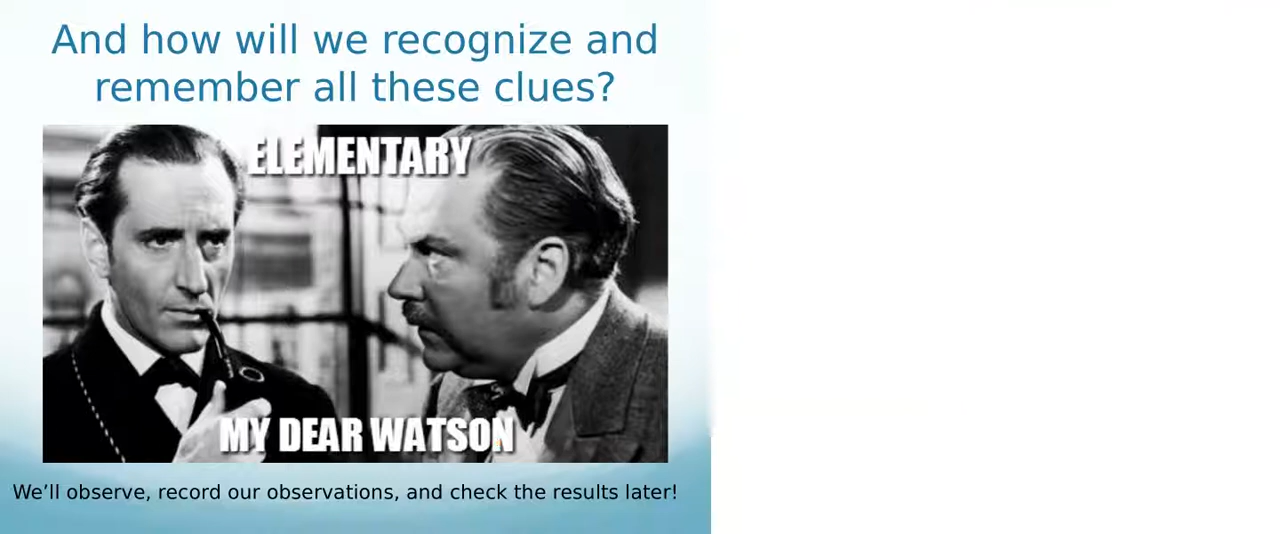 And how will we recognize and
remember all these clues?
ELEMENTARY
MY DEAR WATSON
We’ll observe, record our observations, and check the results later!